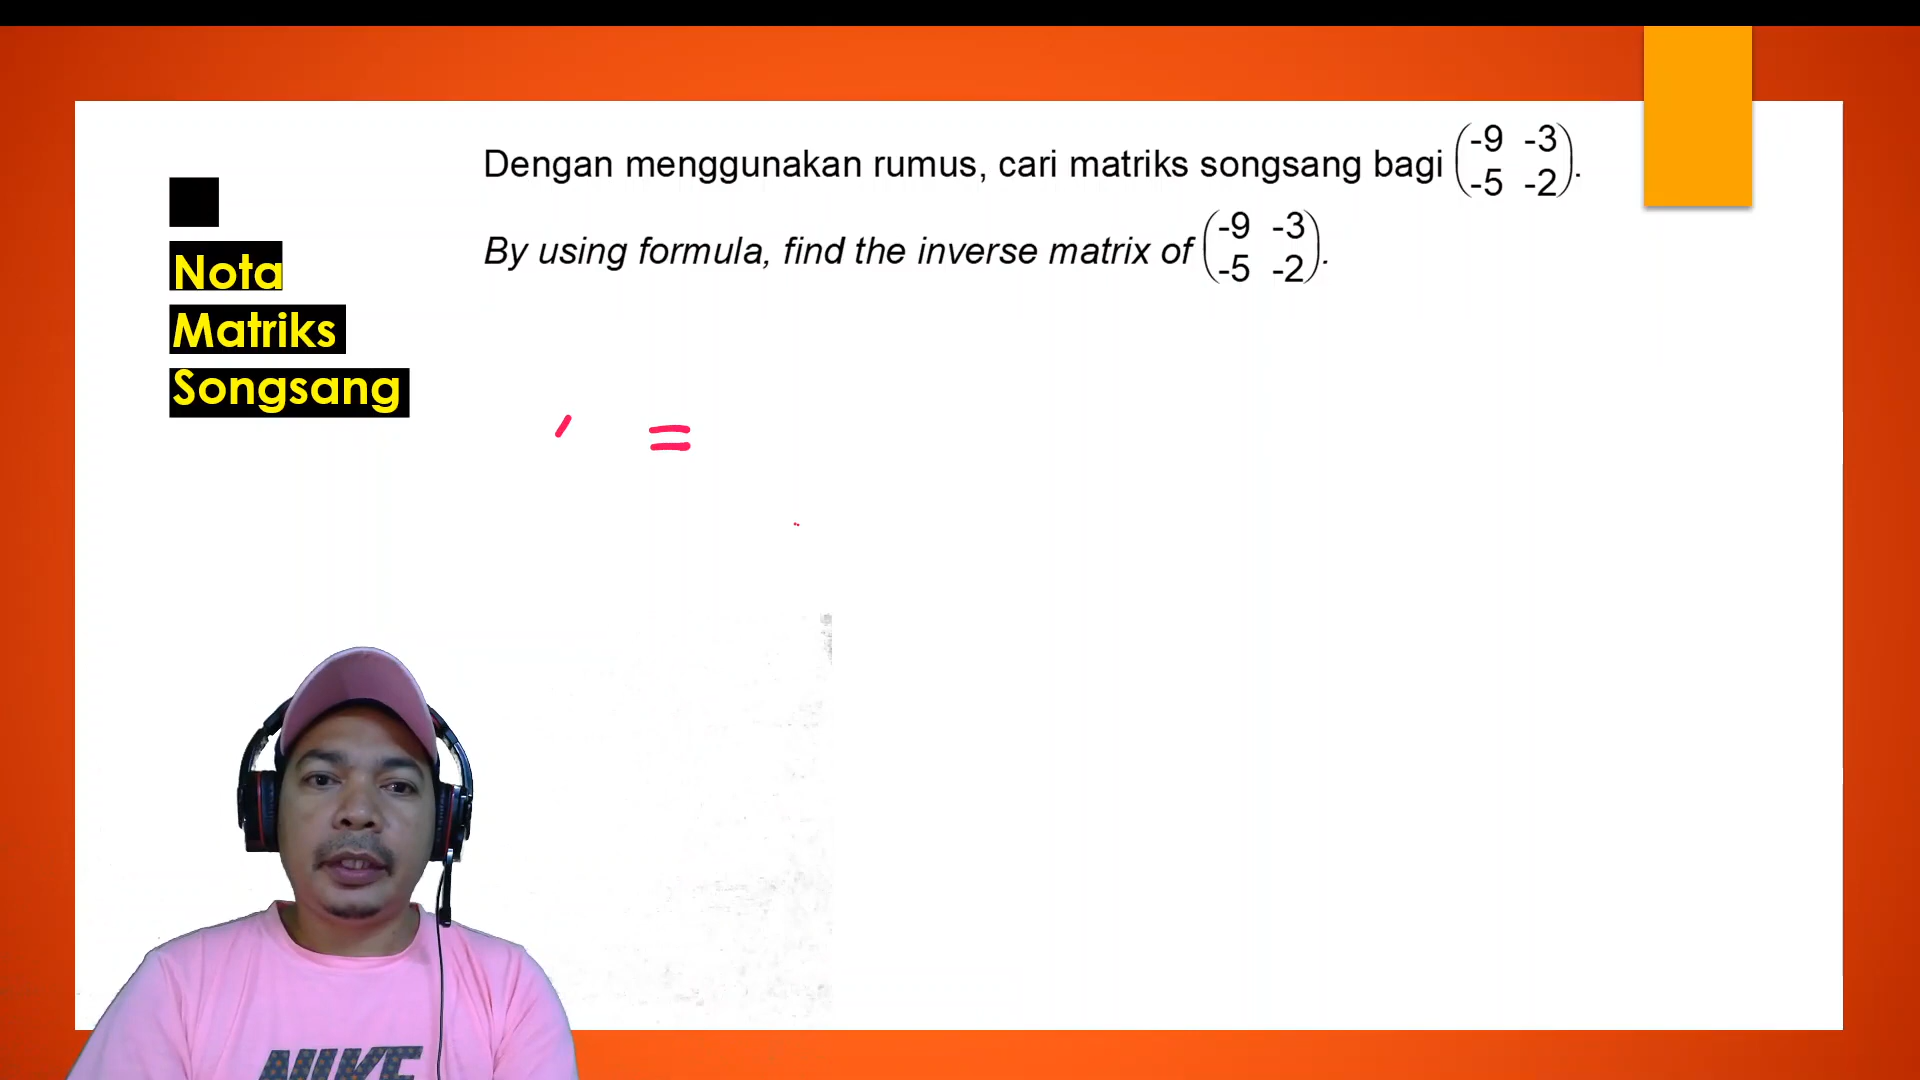 Dengan menggunakan rumus, cari matriks songsang bagi (-9 -3
-5 -2).
By using formula, find the inverse matrix of (-9 -3
-5 -2).
Nota
Matriks
Songsang
=
NIKE